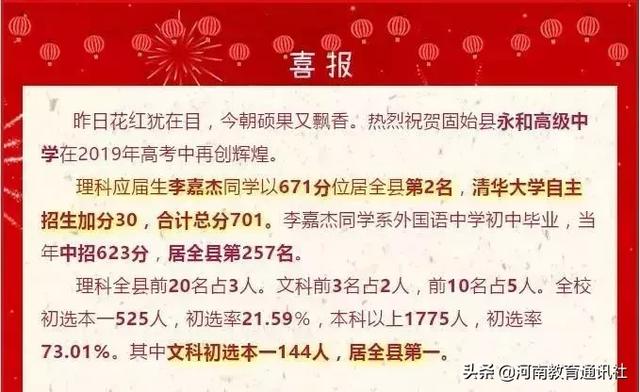 喜报
昨日花红犹在目，今朝硕果又飘香。热烈祝贺固始县永和高级中
学在2019年高考中再创辉煌。
理科应届生李嘉杰同学以671分位居全县第2名，清华大学自主
招生加分30，合计总分701。李嘉杰同学系外国语中学初中毕业，当
年中招623分，居全县第257名。
理科全县前20名占3人。文科前3名占2人，前10名占5人。全校
初选本一525人，初选率21.59%，本科以上1775人，初选率
73.01%。其中文科初选本一144人，居全县第一。
头条 @河南教育通讯社